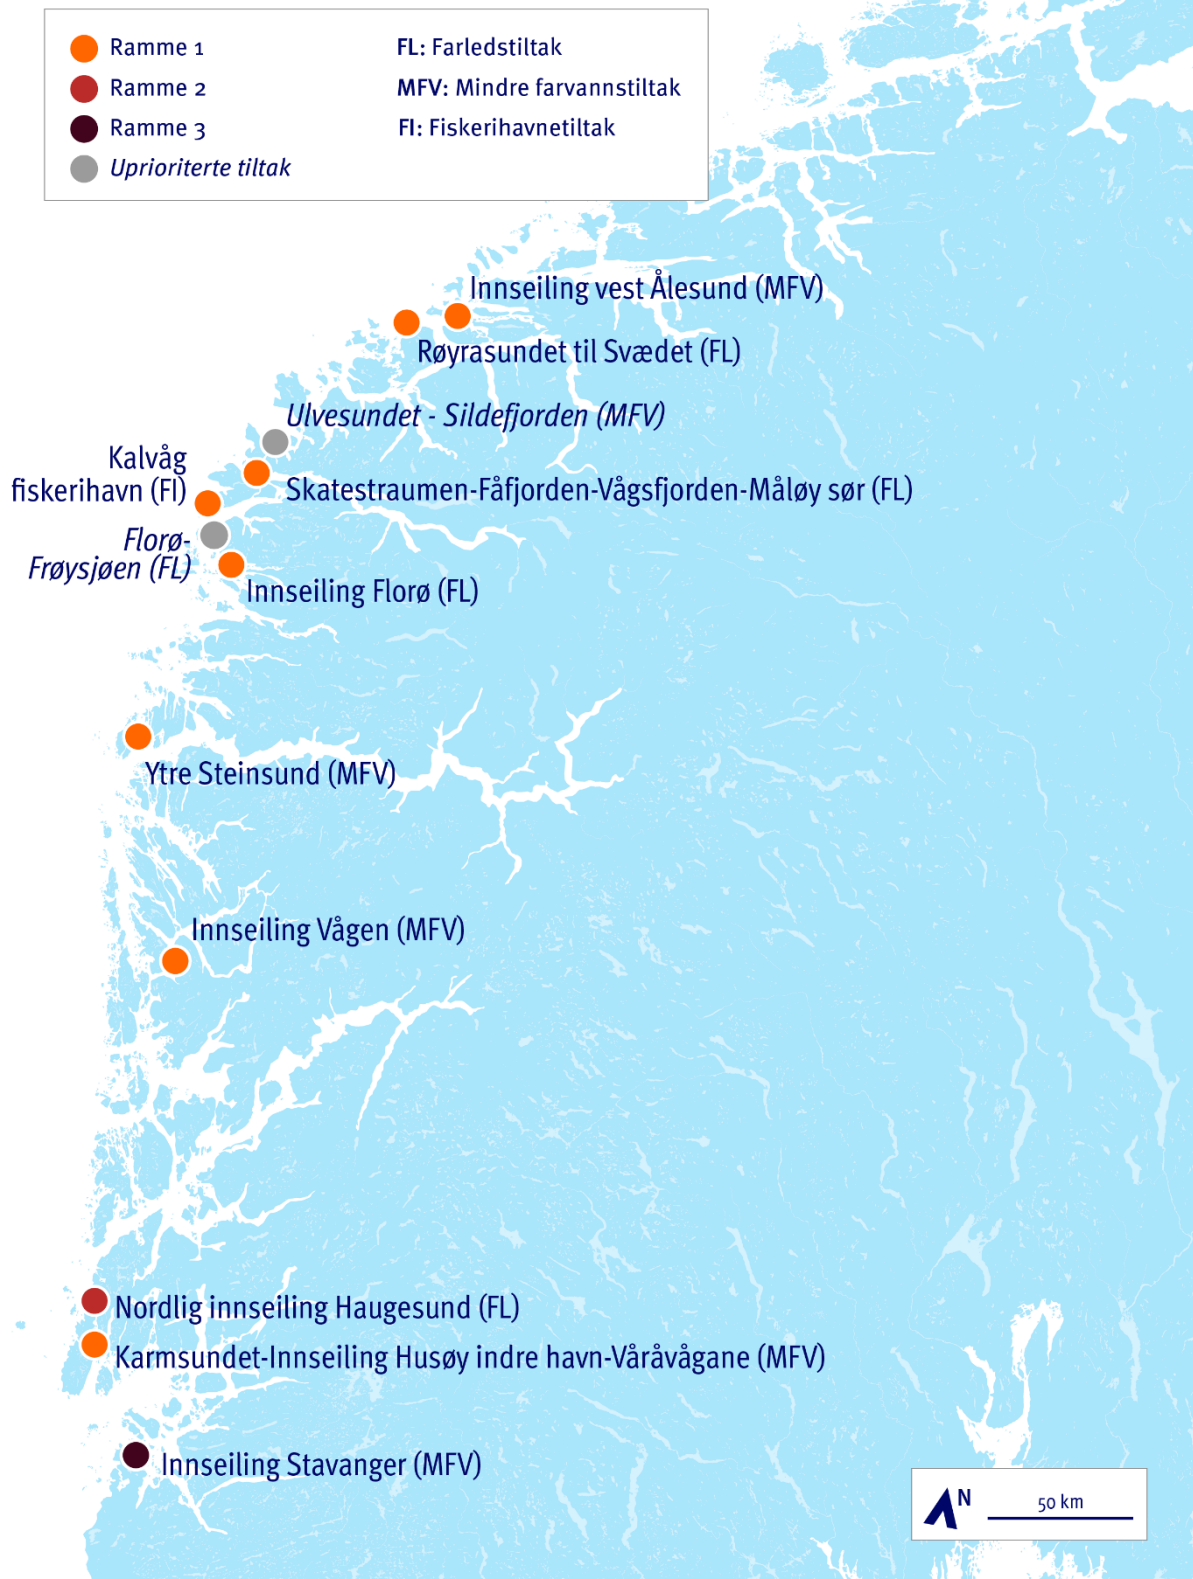 Ramme 1
Ramme 2
Ramme 3
Uprioriterte tiltak
FL: Farledstiltak
MFV: Mindre farvannstiltak
FI: Fiskerihavnetiltak
Innseiling vest Ålesund (MFV)
Røyrasundet til Svædet (FL)
Ulvesundet - Sildefjorden (MFV)
Kalvåg
fiskerihavn (FI)
Skatestraumen-Fåfjorden-Vågsfjorden-Måløy sør (FL)
Florø-
Frøysjøen (FL)
Innseiling Florø (FL)
Ytre Steinsund (MFV)
Innseiling Vågen (MFV)
Nordlig innseiling Haugesund (FL)
Karmsundet-Innseiling Husøy indre havn-Våråvågane (MFV)
Innseiling Stavanger (MFV)
N
50 km